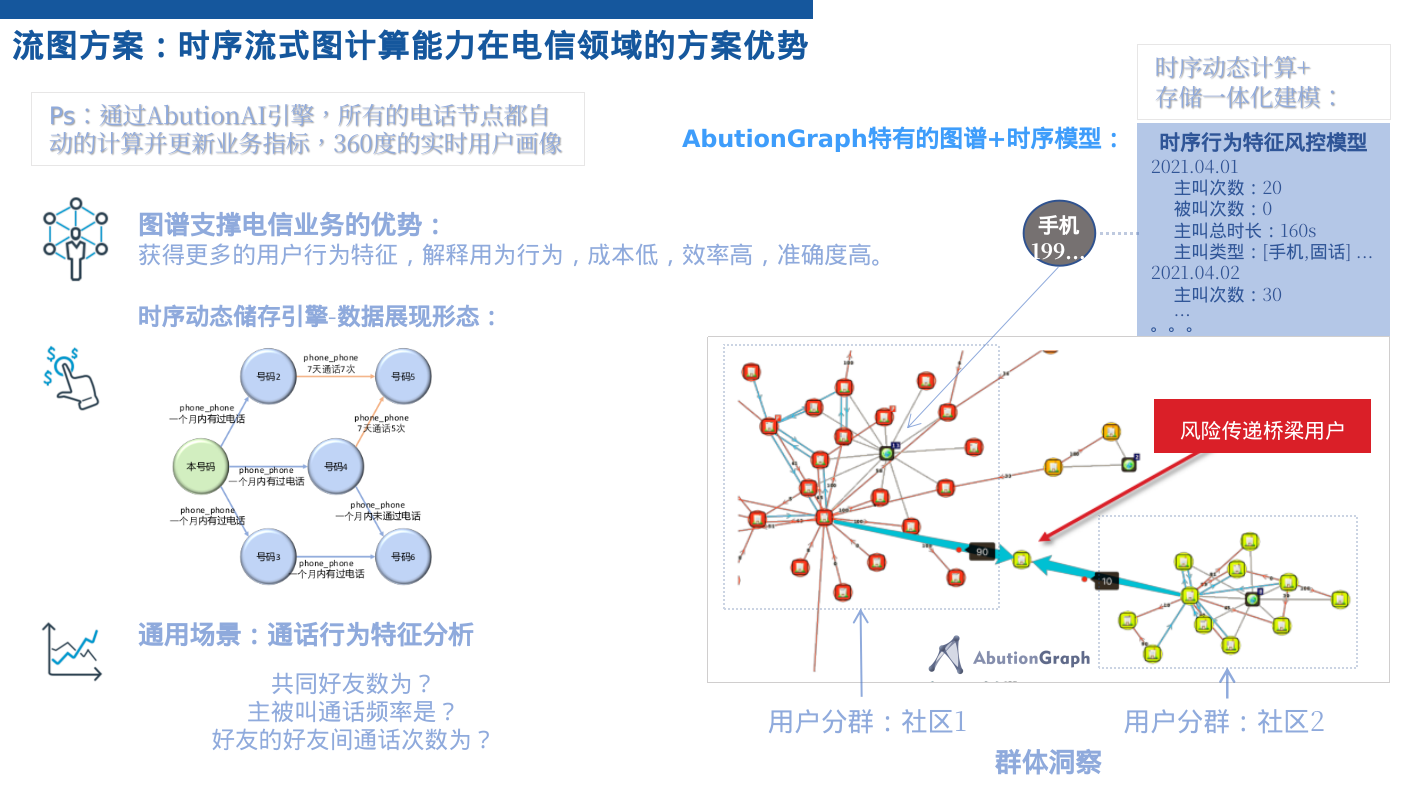 流图方案：时序流式图计算能力在电信领域的方案优势
Ps：通过AbutionAI引擎，所有的电话节点都自
动的计算并更新业务指标，360度的实时用户画像
时序动态计算+
存储一体化建模：
AbutionGraph特有的图谱+时序模型：
时序行为特征风控模型
2021.04.01
主叫次数：20
被叫次数：0
主叫总时长：160s
主叫类型：[手机,固话] ...
2021.04.02
主叫次数：30
...
。。。
手机
199...
图谱支撑电信业务的优势：
获得更多的用户行为特征，解释用为行为，成本低，效率高，准确度高。
时序动态储存引擎-数据展现形态：
号码2
phone_phone
7天通话7次
号码5
phone_phone
一个月内有过电话
phone_phone
7天通话5次
本号码
phone_phone
一个月内有过电话
号码4
phone_phone
一个月内有过电话
phone_phone
一个月内未通过电话
号码3
phone_phone
一个月内有过电话
号码6
风险传递桥梁用户
90
10
AbutionGraph
通用场景：通话行为特征分析
共同好友数为？
主被叫通话频率是？
好友的好友间通话次数为？
用户分群：社区1
用户分群：社区2
群体洞察